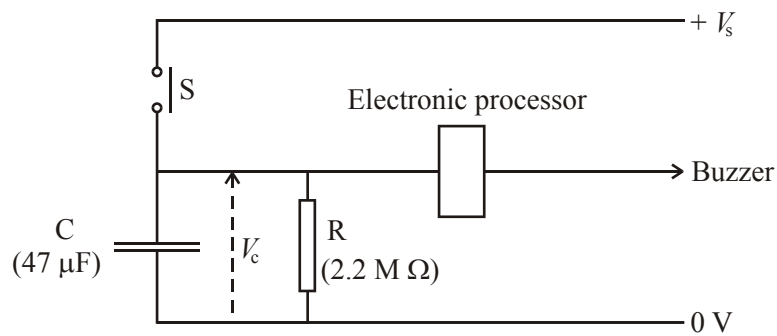 + Vs
S
Electronic processor
Buzzer
C
(47 µF)
Vc
R
(2.2 M Ω)
0 V